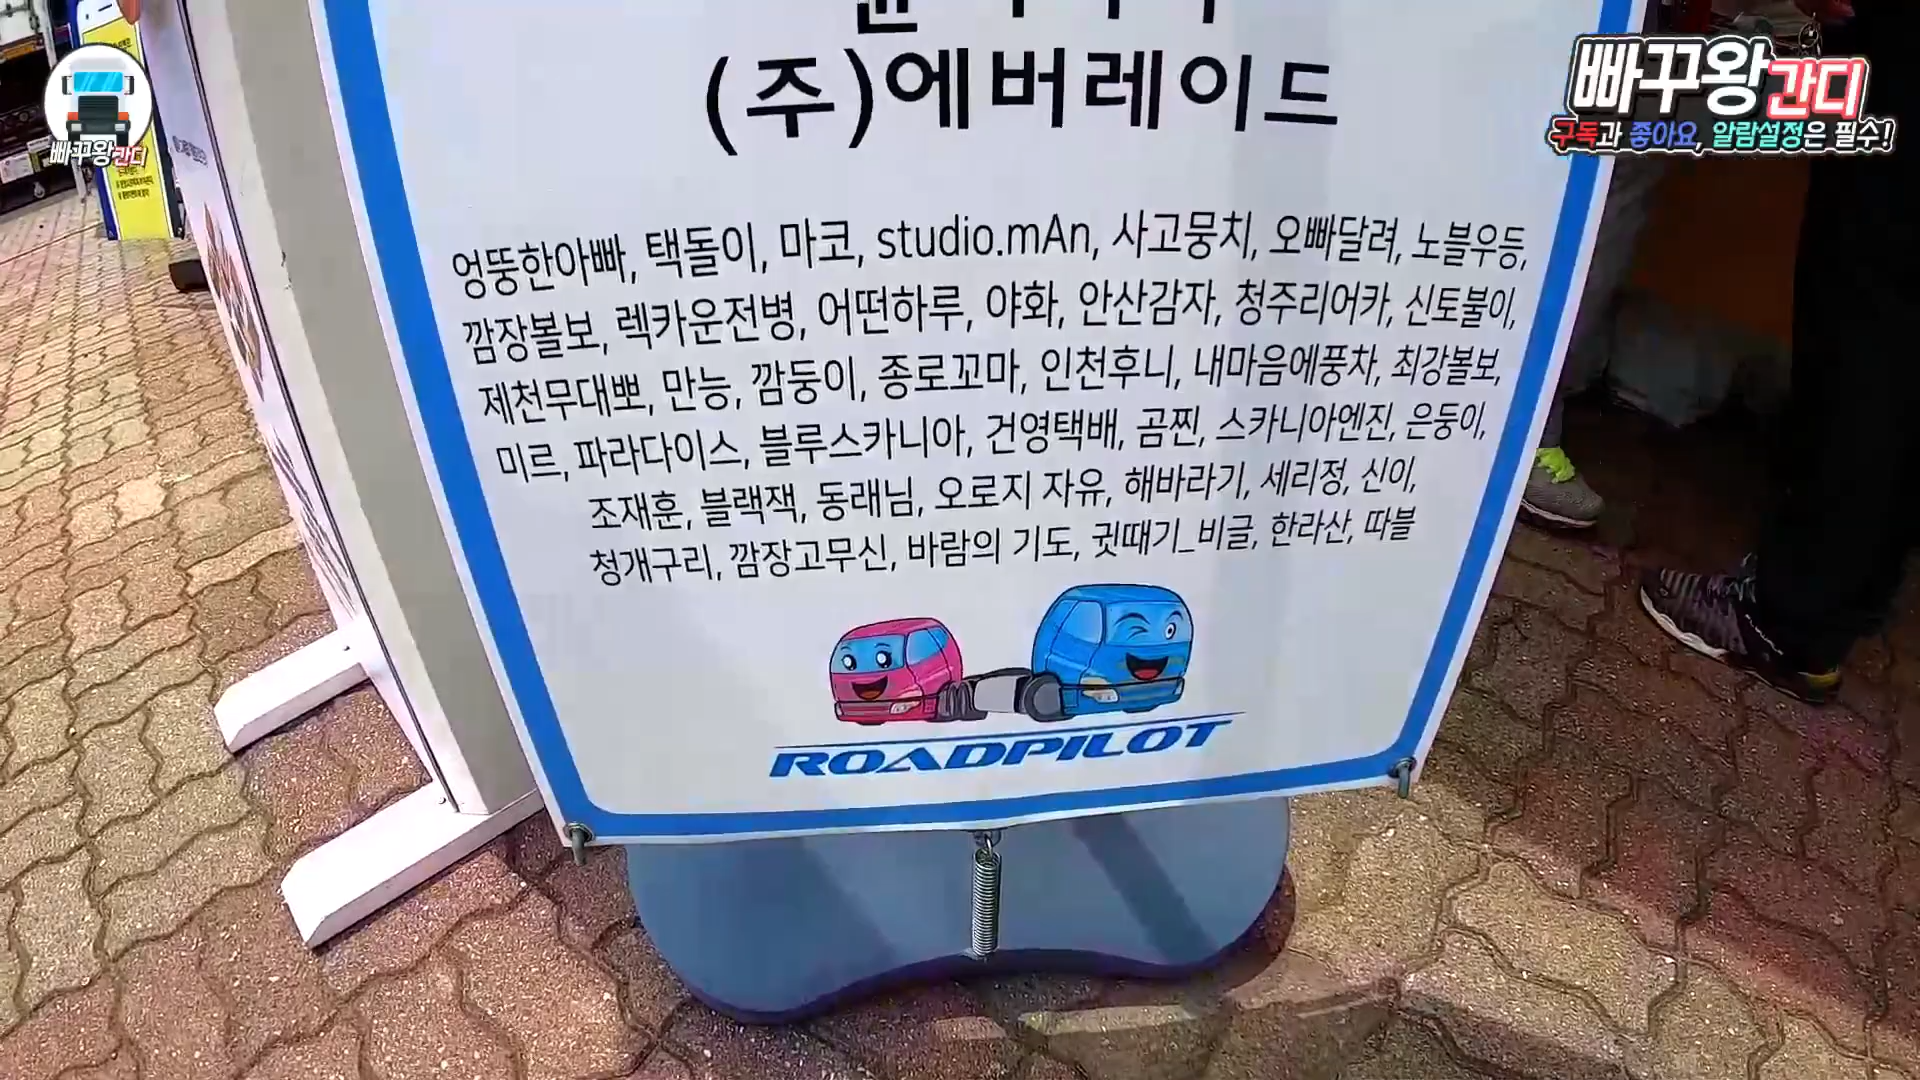 (주)에버레이드
엉뚱한아빠, 택돌이, 마코, studio.mAn, 사고뭉치, 오빠달려, 노블우등,
깜장볼보, 렉카운전병, 어떤하루, 야화, 안산감자, 청주리어카, 신토불이,
제천무대뽀, 만능, 깜둥이, 종로꼬마, 인천후니, 내마음에풍차, 최강볼보,
미르, 파라다이스, 블루스카니아, 건영택배, 곰찐, 스카니아엔진, 은둥이,
조재훈, 블랙잭, 동래님, 오로지 자유, 해바라기, 세리정, 신이,
청개구리, 깜장고무신, 바람의 기도, 귓때기_비글, 한라산, 따블
ROADPILOT
빠꾸왕간디
빠꾸왕간디
구독과 좋아요, 알람설정은 필수!